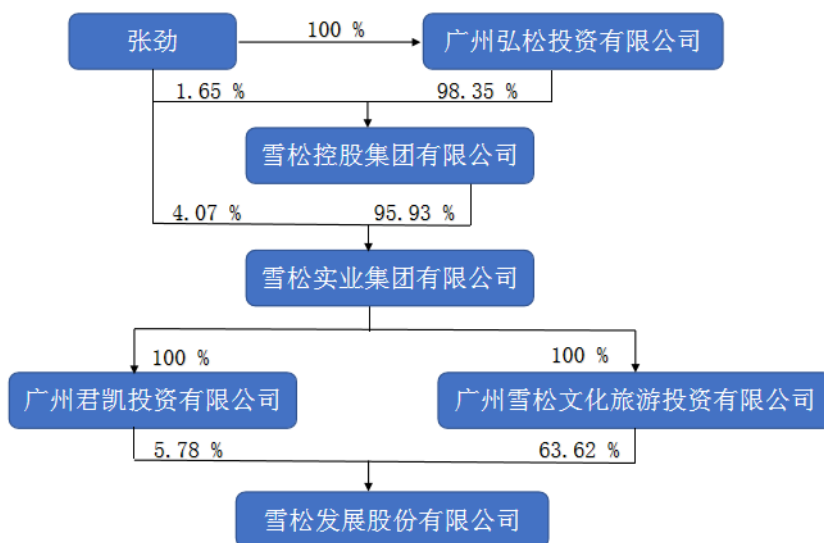 张劲
100 %
广州弘松投资有限公司
1.65 %
98.35 %
雪松控股集团有限公司
4.07 %
95.93 %
雪松实业集团有限公司
100 %
100 %
广州君凯投资有限公司
广州雪松文化旅游投资有限公司
5.78 %
63.62 %
雪松发展股份有限公司